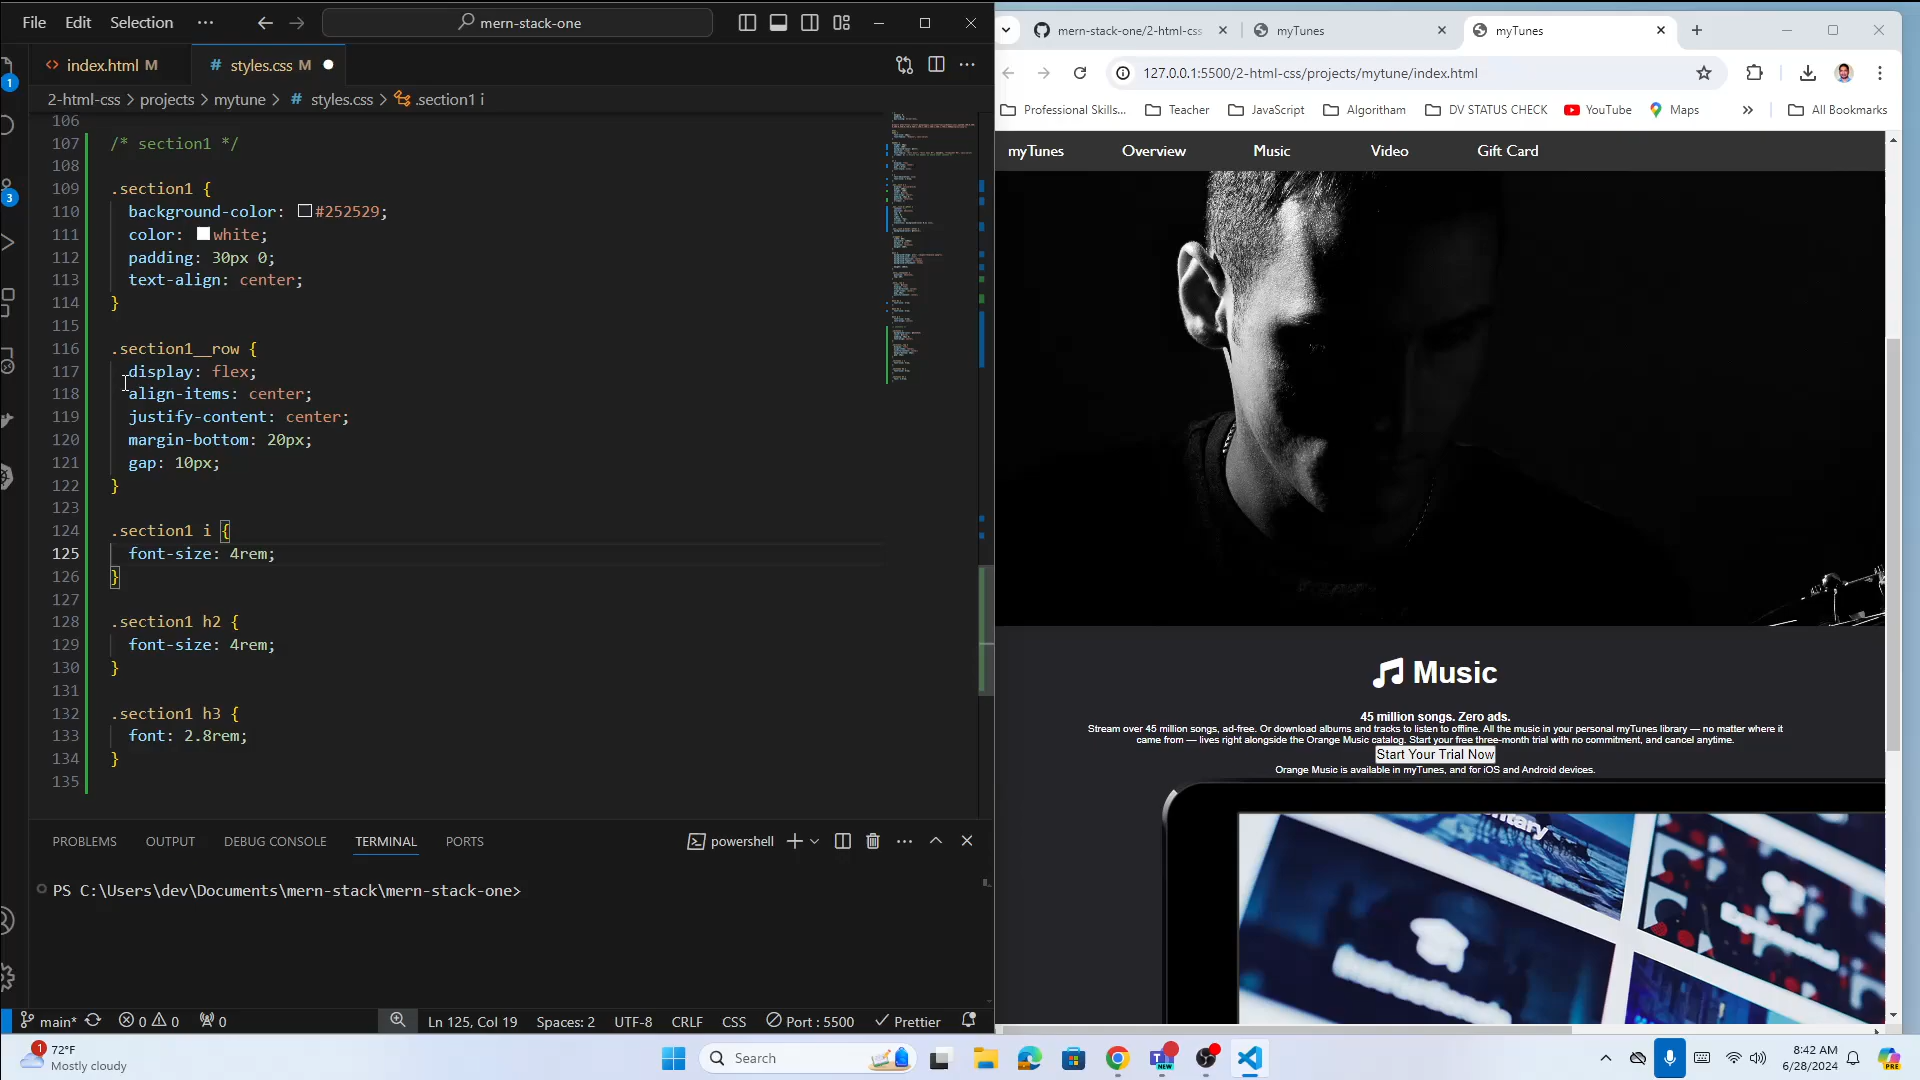 File Edit Selection ··· mern-stack-one
index.html M # styles.css M
2-html-css > projects > mytune > # styles.css > .section1 i
106
107 /* section1 */
108
109 .section1 {
110 background-color: #252529;
111 color: white;
112 padding: 30px 0;
113 text-align: center;
114 }
115
116 .section1__row {
117 display: flex;
118 align-items: center;
119 justify-content: center;
120 margin-bottom: 20px;
121 gap: 10px;
122 }
123
124 .section1 i {
125 font-size: 4rem;
126 }
127
128 .section1 h2 {
129 font-size: 4rem;
130 }
131
132 .section1 h3 {
133 font: 2.8rem;
134 }
135
1
3
PROBLEMS OUTPUT DEBUG CONSOLE TERMINAL PORTS powershell
PS C:\Users\dev\Documents\mern-stack\mern-stack-one>
main* 0 0 0 Ln 125, Col 19 Spaces: 2 UTF-8 CRLF CSS Port : 5500 Prettier
mern-stack-one/2-html-css myTunes myTunes
127.0.0.1:5500/2-html-css/projects/mytune/index.html
Professional Skills... Teacher JavaScript Algoritham DV STATUS CHECK YouTube Maps » All Bookmarks
myTunes Overview Music Video Gift Card
Music
45 million songs. Zero ads.
Stream over 45 million songs, ad-free. Or download albums and tracks to listen to offline. All the music in your personal myTunes library — no matter where it
came from — lives right alongside the Orange Music catalog. Start your free three-month trial with no commitment, and cancel anytime.
Start Your Trial Now
Orange Music is available in myTunes, and for iOS and Android devices.
1 72°F
Mostly cloudy
Search
NEW
PRE
8:42 AM
6/28/2024